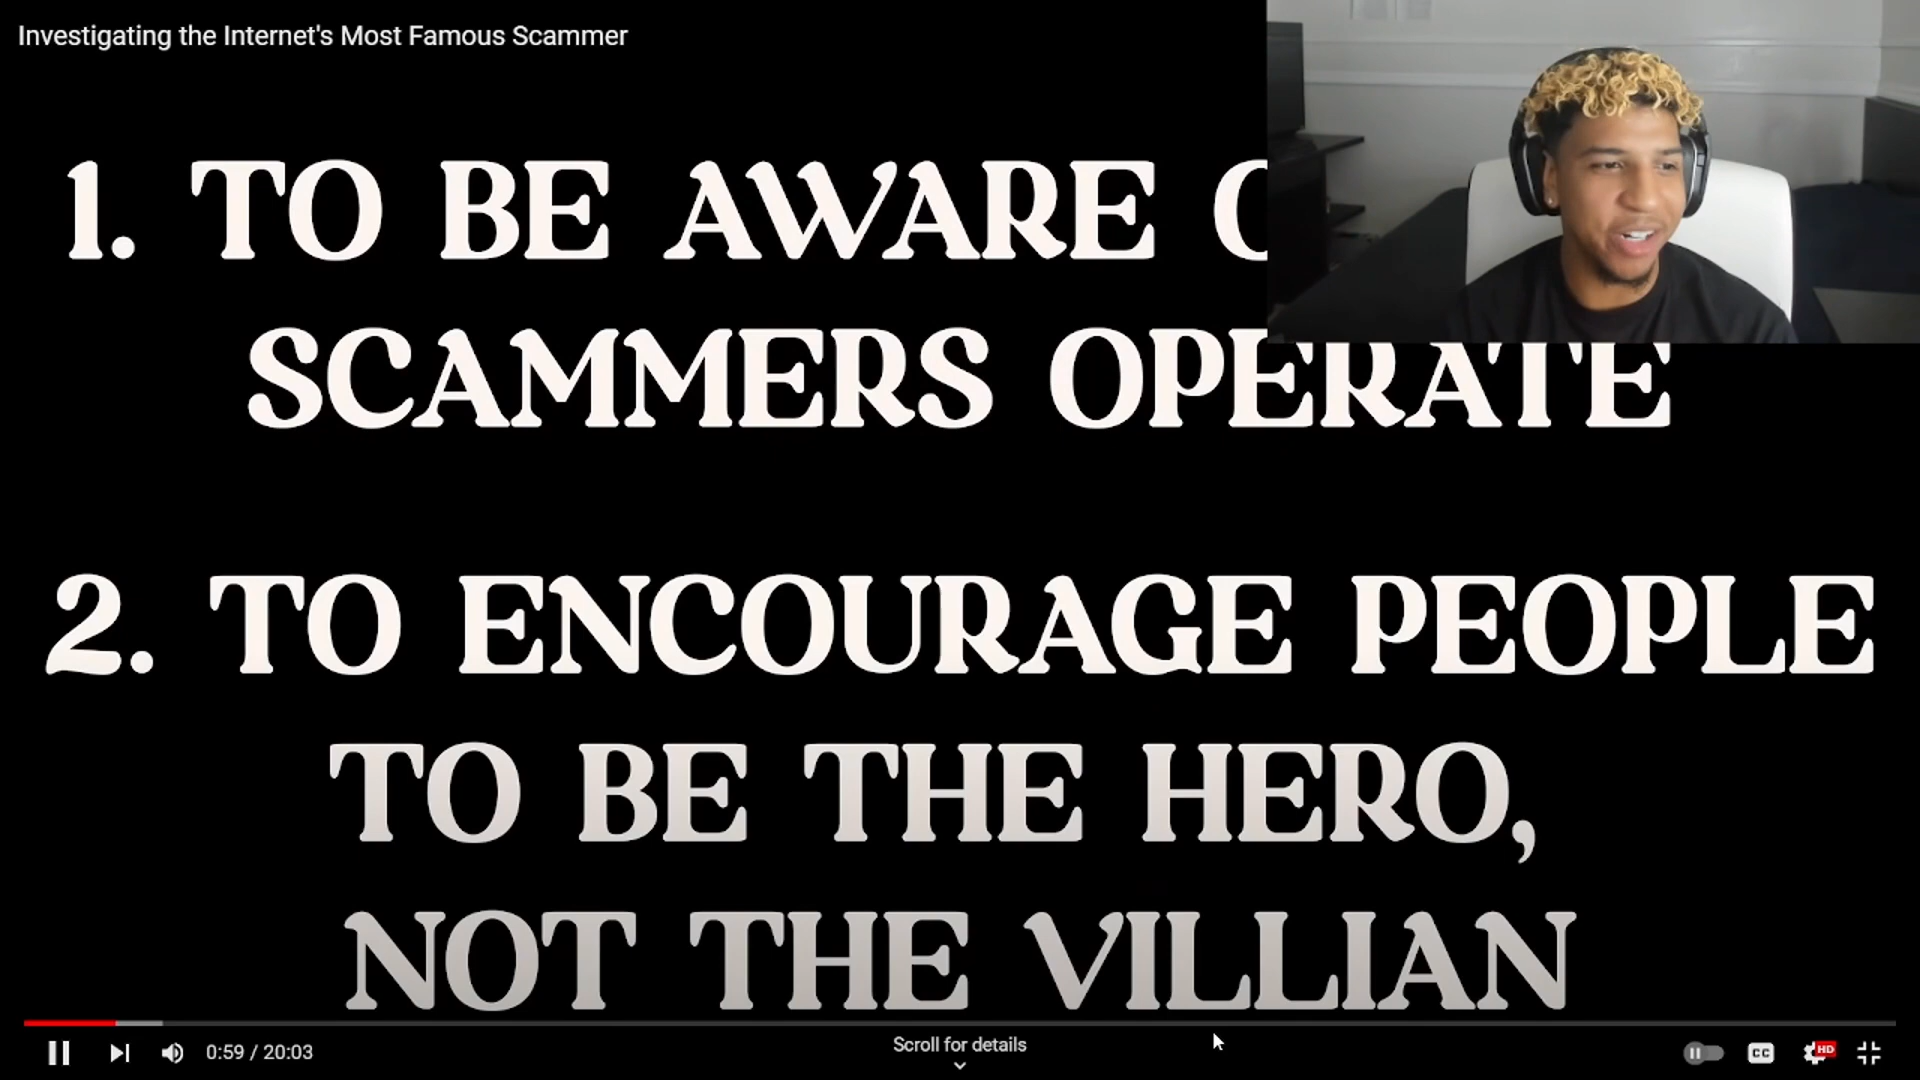 Investigating the Internet's Most Famous Scammer
1. TO BE AWARE
SCAMMERS OPERATE
2. TO ENCOURAGE PEOPLE
TO BE THE HERO,
NOT THE VILLIAN
0:59 / 20:03
Scroll for details
CC
HD